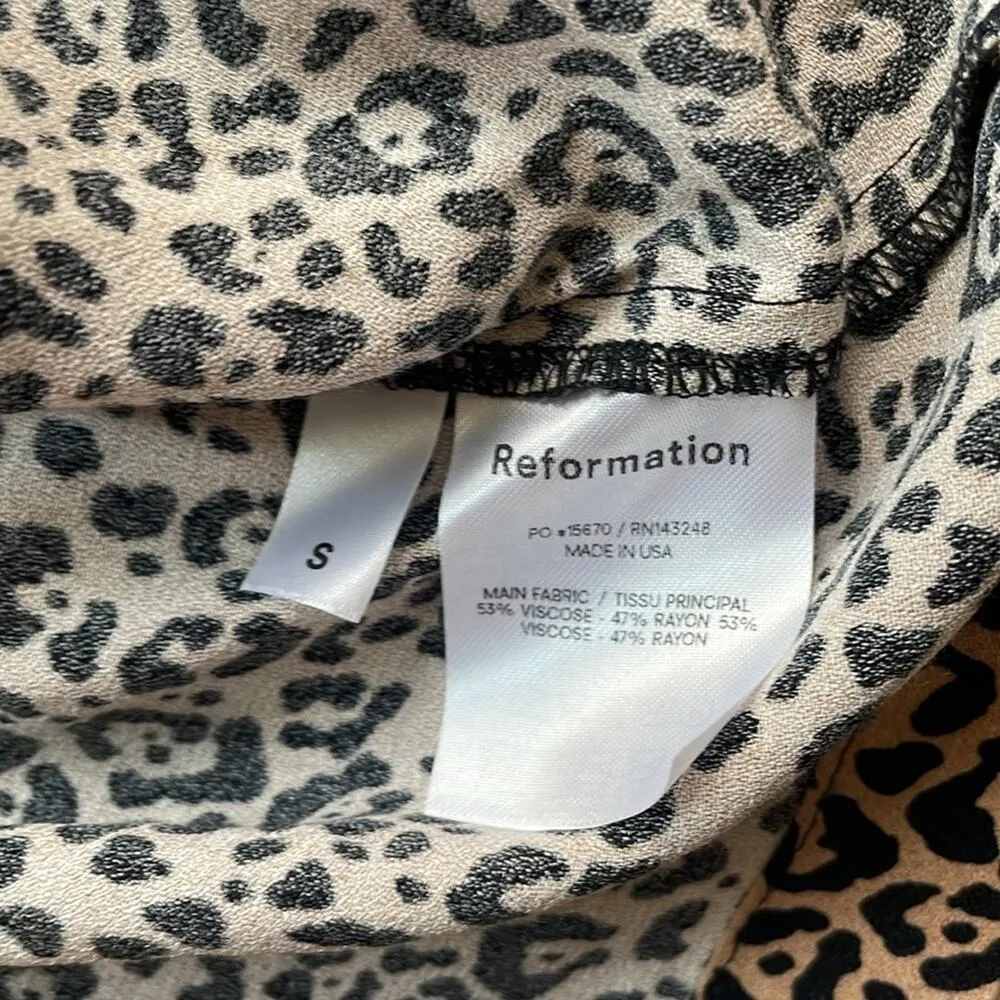 S
Reformation
PO #15670 / RN143248
MADE IN USA
MAIN FABRIC / TISSU PRINCIPAL
53% VISCOSE - 47% RAYON 53%
VISCOSE - 47% RAYON